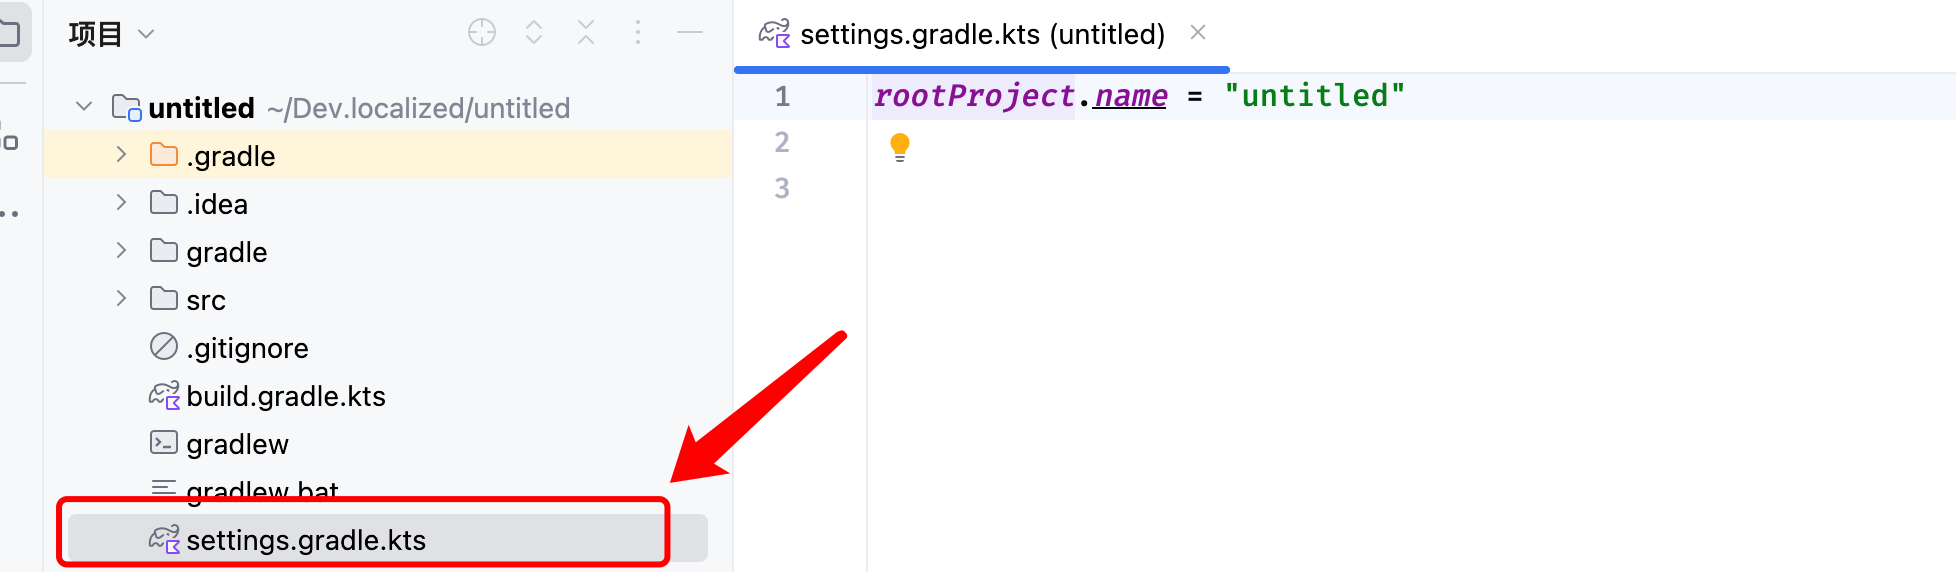 项目
untitled ~/Dev.localized/untitled
.gradle
.idea
gradle
src
.gitignore
build.gradle.kts
gradlew
gradlew.bat
settings.gradle.kts
settings.gradle.kts (untitled)
1 rootProject.name = "untitled"
2
3